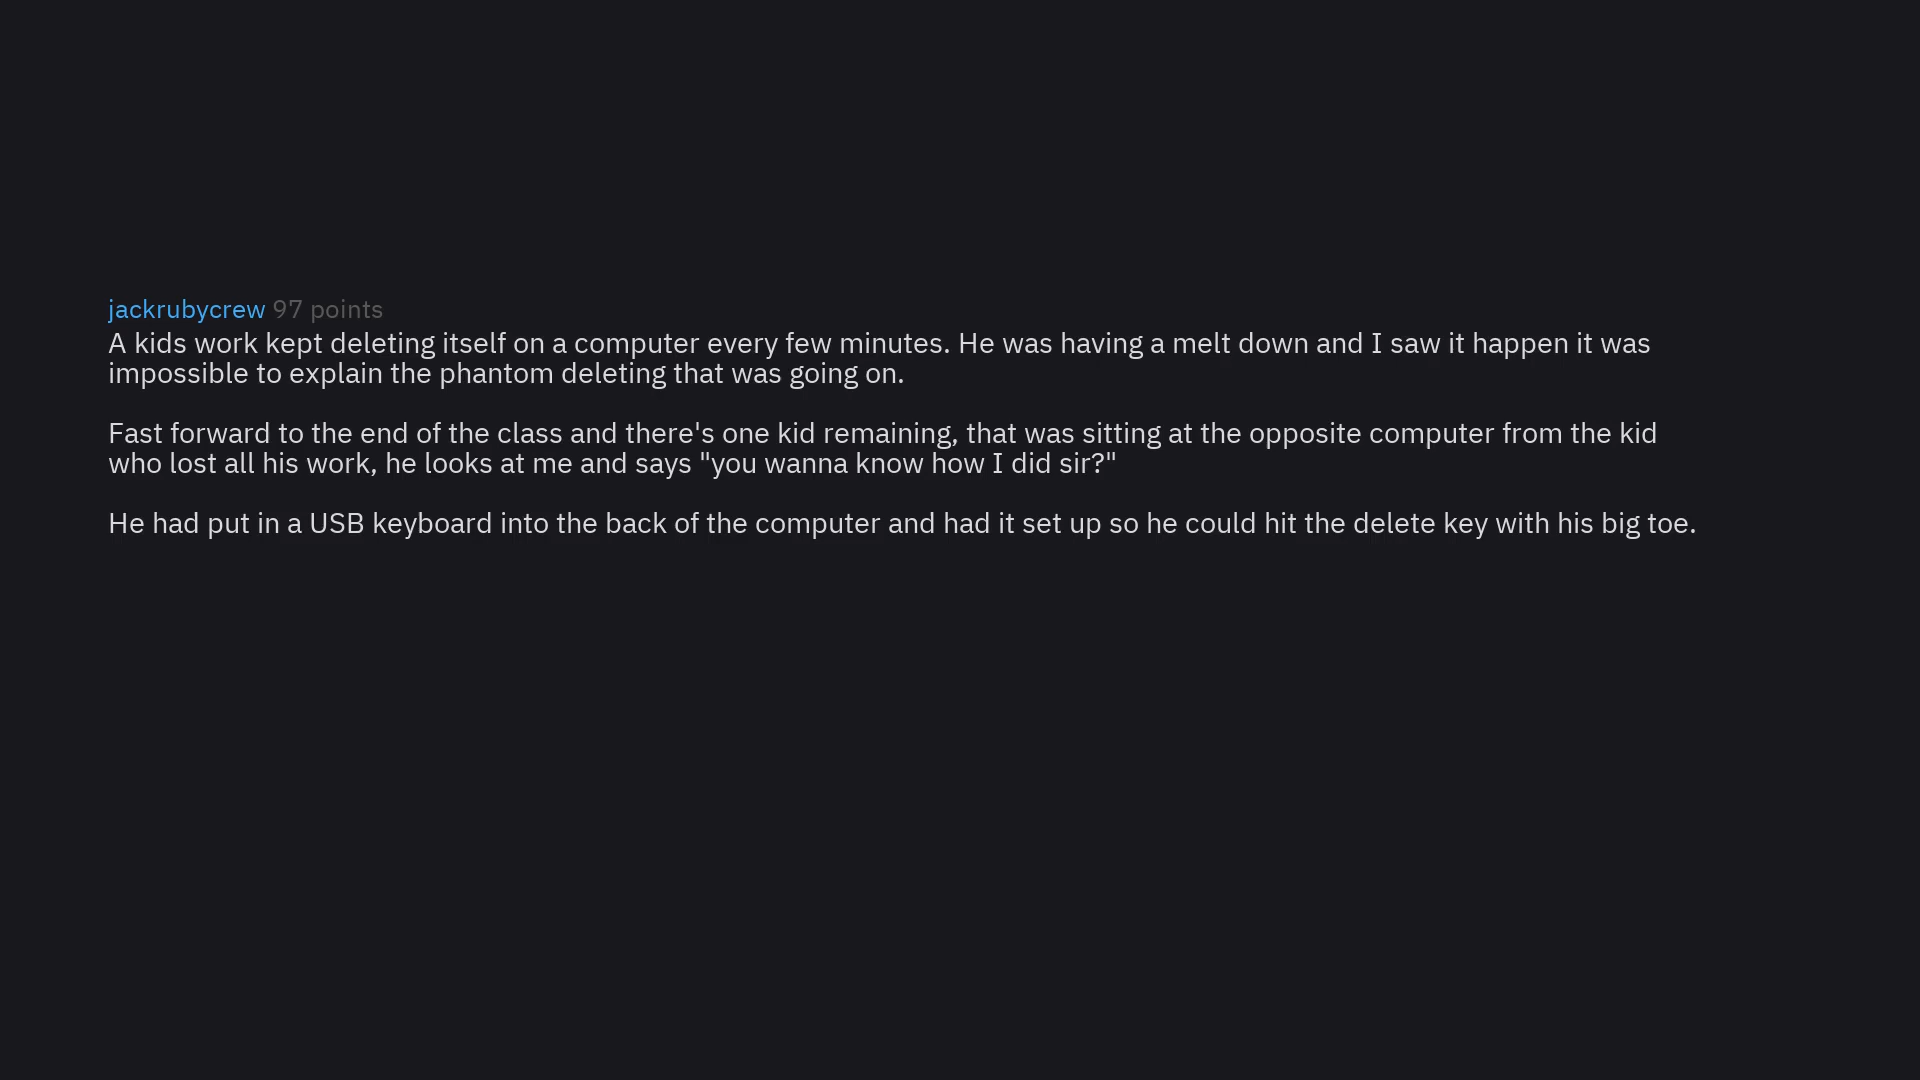 jackrubycrew 97 points
A kids work kept deleting itself on a computer every few minutes. He was having a melt down and I saw it happen it was
impossible to explain the phantom deleting that was going on.
Fast forward to the end of the class and there's one kid remaining, that was sitting at the opposite computer from the kid
who lost all his work, he looks at me and says "you wanna know how I did sir?"
He had put in a USB keyboard into the back of the computer and had it set up so he could hit the delete key with his big toe.